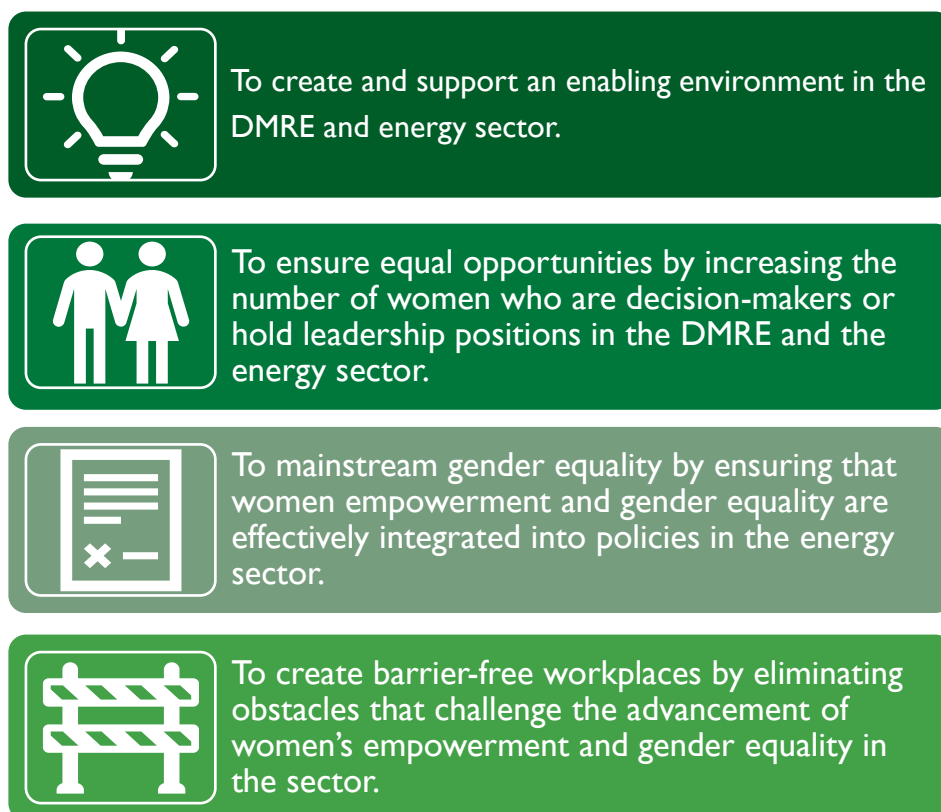 To create and support an enabling environment in the
DMRE and energy sector.
To ensure equal opportunities by increasing the
number of women who are decision-makers or
hold leadership positions in the DMRE and the
energy sector.
To mainstream gender equality by ensuring that
women empowerment and gender equality are
effectively integrated into policies in the energy
sector.
To create barrier-free workplaces by eliminating
obstacles that challenge the advancement of
women’s empowerment and gender equality in
the sector.